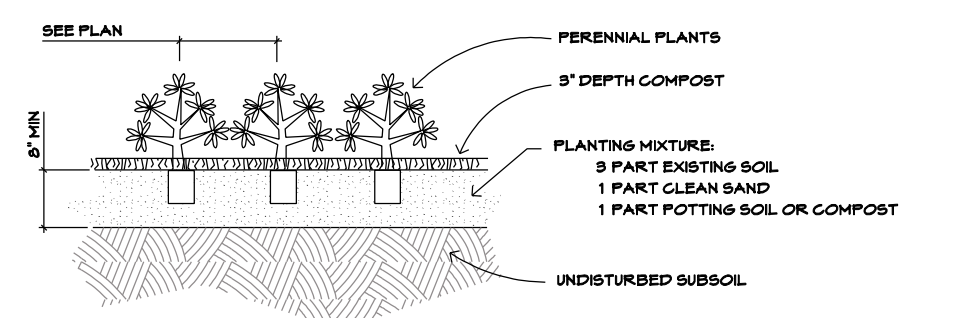 SEE PLAN
PERENNIAL PLANTS
3" DEPTH COMPOST
8" MIN
PLANTING MIXTURE:
3 PART EXISTING SOIL
1 PART CLEAN SAND
1 PART POTTING SOIL OR COMPOST
UNDISTURBED SUBSOIL